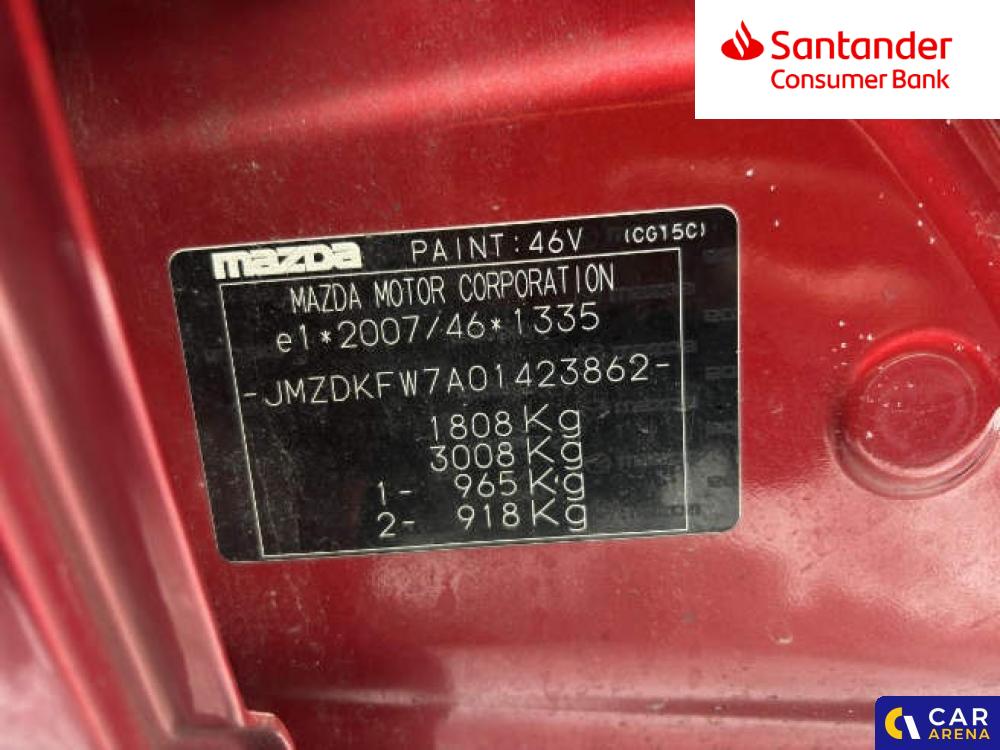 Santander
Consumer Bank
mazda PAINT: 46V (CG15C)
MAZDA MOTOR CORPORATION
e1*2007/46*1335
-JMZDKFW7A01423862-
1808 Kg
3008 Kg
1- 965 Kg
2- 918 Kg
CAR
ARENA